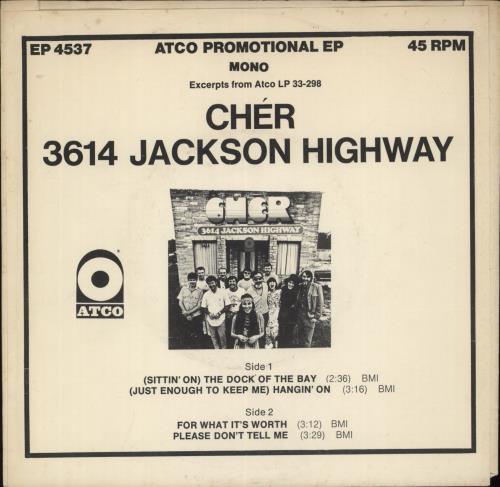 EP 4537 ATCO PROMOTIONAL EP 45 RPM
MONO
Excerpts from Atco LP 33-298
CHÉR
3614 JACKSON HIGHWAY
CHER
3614 JACKSON HIGHWAY
ATCO
Side 1
(SITTIN' ON) THE DOCK OF THE BAY (2:36) BMI
(JUST ENOUGH TO KEEP ME) HANGIN' ON (3:16) BMI
Side 2
FOR WHAT IT'S WORTH (3:12) BMI
PLEASE DON'T TELL ME (3:29) BMI